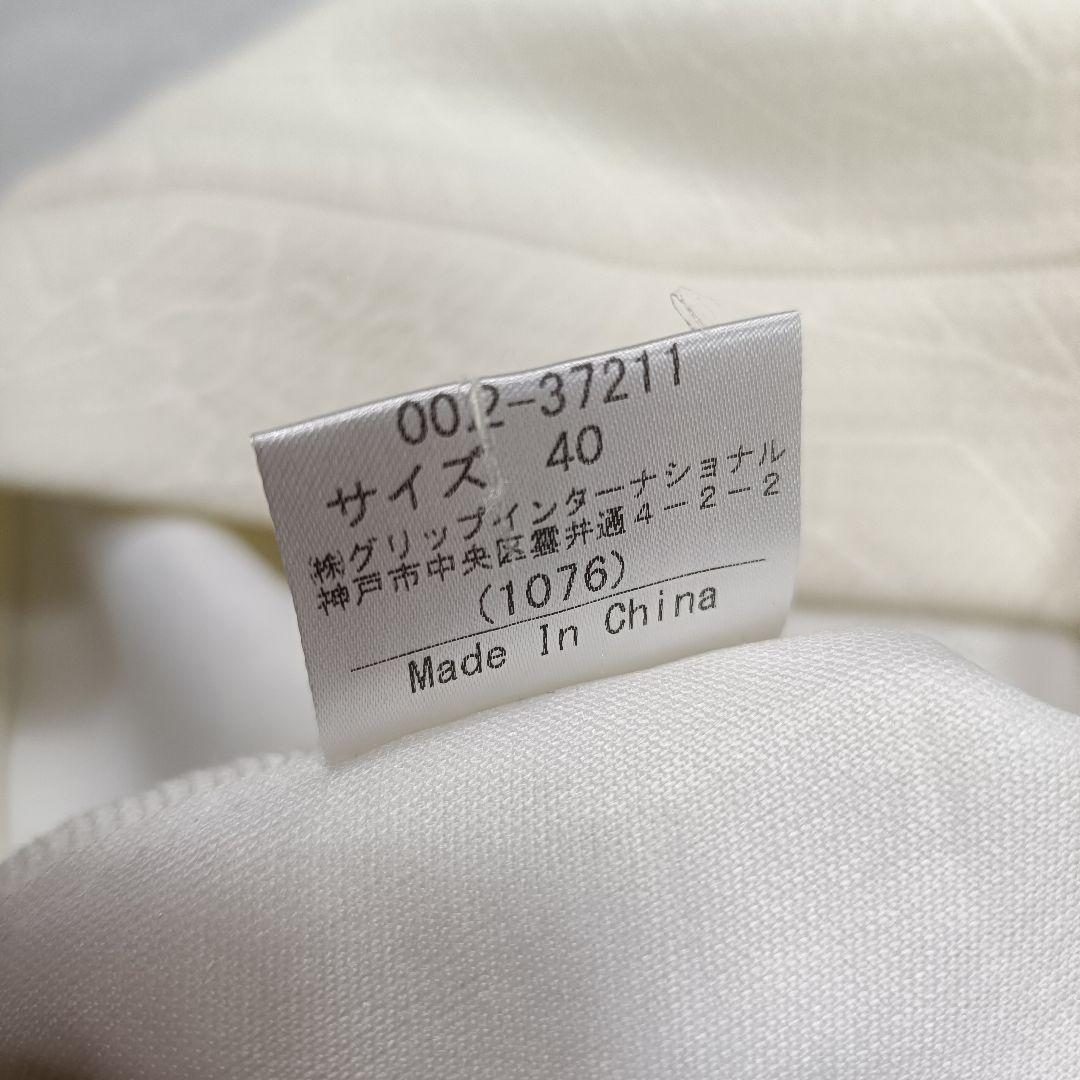 002-37211
サイズ 40
㈱グリップインターナショナル
神戸市中央区雲井通4-2-2
(1076)
Made In China